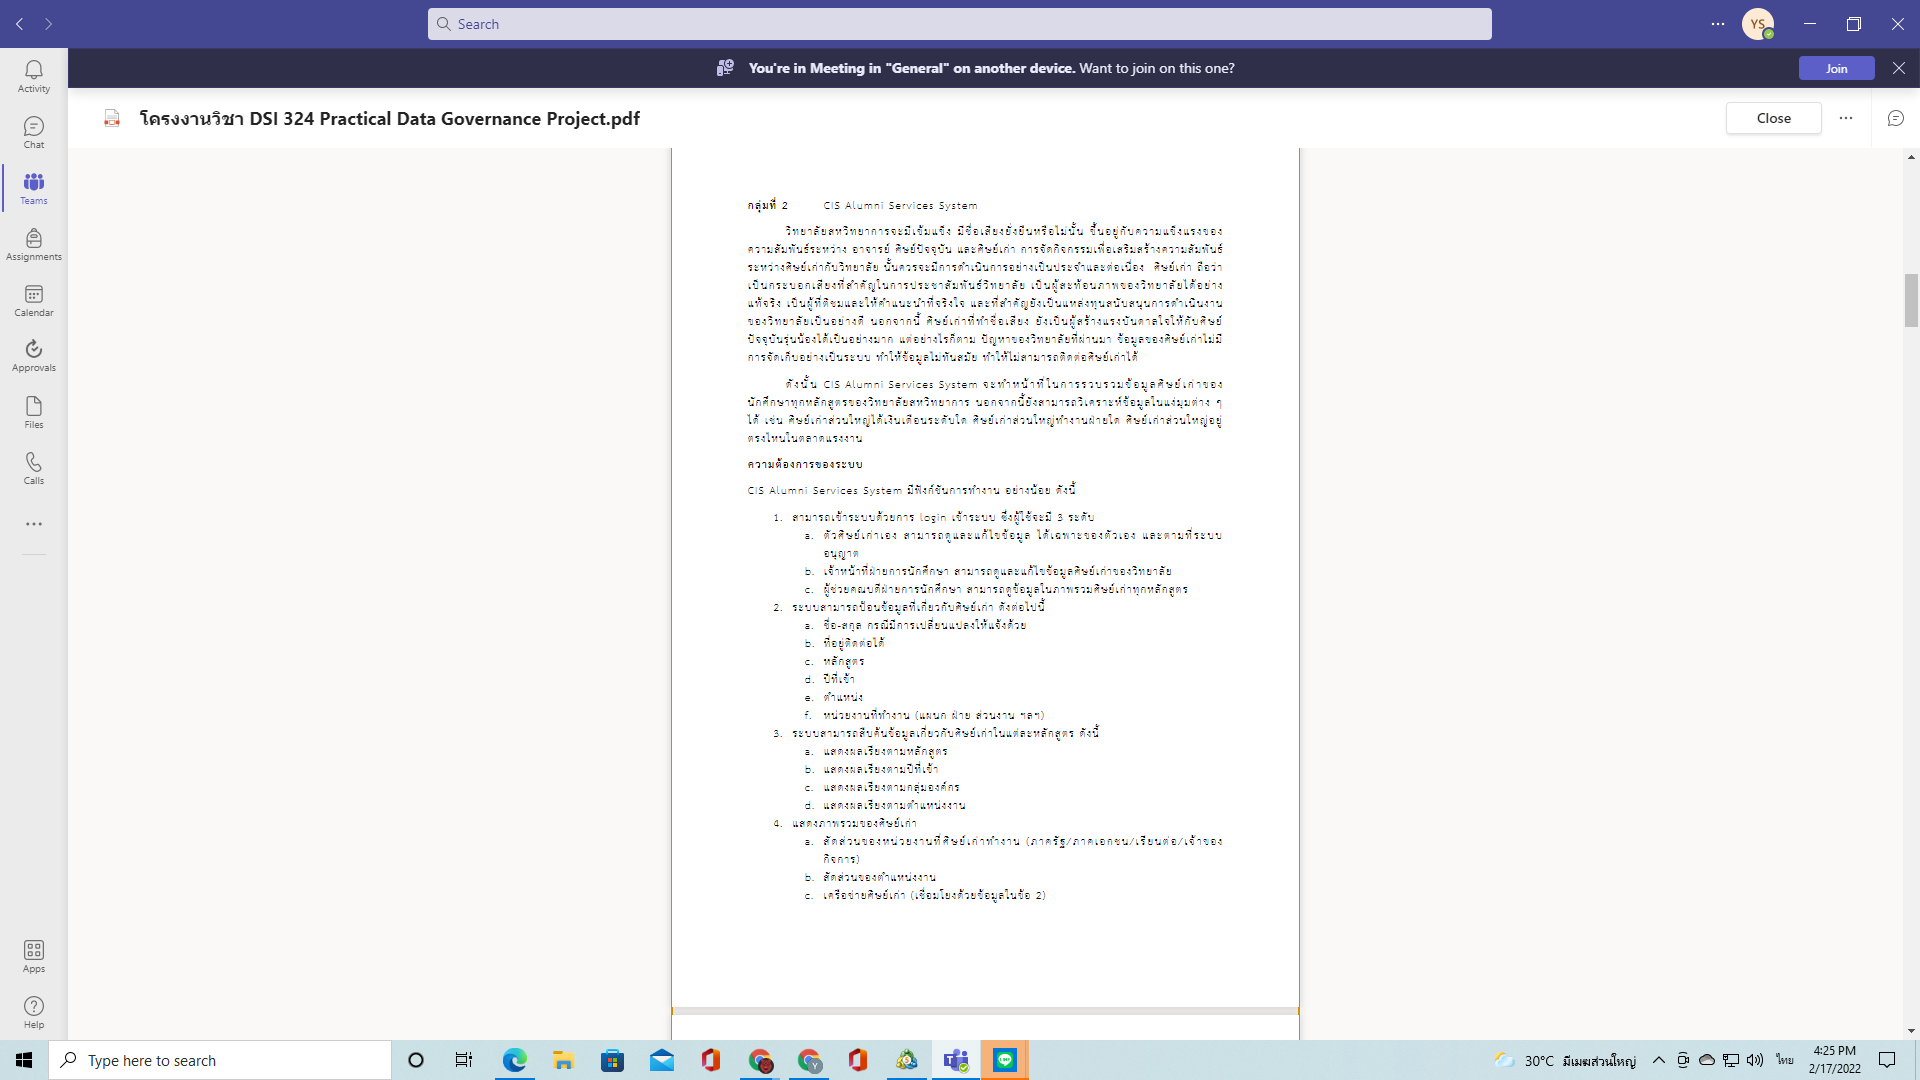 Search
YS
You're in Meeting in "General" on another device. Want to join on this one?
Join
โครงงานวิชา DSI 324 Practical Data Governance Project.pdf
Close
Activity
Chat
Teams
Assignments
Calendar
Approvals
Files
Calls
Apps
Help
กลุ่มที่ 2 CIS Alumni Services System
วิทยาลัยสหวิทยาการจะมีเข้มแข็ง มีชื่อเสียงยั่งยืนหรือไม่นั้น ขึ้นอยู่กับความแข็งแรงของ
ความสัมพันธ์ระหว่าง อาจารย์ ศิษย์ปัจจุบัน และศิษย์เก่า การจัดกิจกรรมเพื่อเสริมสร้างความสัมพันธ์
ระหว่างศิษย์เก่ากับวิทยาลัย นั้นควรจะมีการดำเนินการอย่างเป็นประจำและต่อเนื่อง ศิษย์เก่า ถือว่า
เป็นกระบอกเสียงที่สำคัญในการประชาสัมพันธ์วิทยาลัย เป็นผู้สะท้อนภาพของวิทยาลัยได้อย่าง
แท้จริง เป็นผู้ที่ติชมและให้คำแนะนำที่จริงใจ และที่สำคัญยังเป็นแหล่งทุนสนับสนุนการดำเนินงาน
ของวิทยาลัยเป็นอย่างดี นอกจากนี้ ศิษย์เก่าที่ทำชื่อเสียง ยังเป็นผู้สร้างแรงบันดาลใจให้กับศิษย์
ปัจจุบันรุ่นน้องได้เป็นอย่างมาก แต่อย่างไรก็ตาม ปัญหาของวิทยาลัยที่ผ่านมา ข้อมูลของศิษย์เก่าไม่มี
การจัดเก็บอย่างเป็นระบบ ทำให้ข้อมูลไม่ทันสมัย ทำให้ไม่สามารถติดต่อศิษย์เก่าได้
ดังนั้น CIS Alumni Services System จะทำหน้าที่ในการรวบรวมข้อมูลศิษย์เก่าของ
นักศึกษาทุกหลักสูตรของวิทยาลัยสหวิทยาการ นอกจากนี้ยังสามารถวิเคราะห์ข้อมูลในแง่มุมต่าง ๆ
ได้ เช่น ศิษย์เก่าส่วนใหญ่ได้เงินเดือนระดับใด ศิษย์เก่าส่วนใหญ่ทำงานฝ่ายใด ศิษย์เก่าส่วนใหญ่อยู่
ตรงไหนในตลาดแรงงาน
ความต้องการของระบบ
CIS Alumni Services System มีฟังก์ชันการทำงาน อย่างน้อย ดังนี้
1. สามารถเข้าระบบด้วยการ login เข้าระบบ ซึ่งผู้ใช้จะมี 3 ระดับ
a. ตัวศิษย์เก่าเอง สามารถดูและแก้ไขข้อมูล ได้เฉพาะของตัวเอง และตามที่ระบบ
อนุญาต
b. เจ้าหน้าที่ฝ่ายการนักศึกษา สามารถดูและแก้ไขข้อมูลศิษย์เก่าของวิทยาลัย
c. ผู้ช่วยคณบดีฝ่ายการนักศึกษา สามารถดูข้อมูลในภาพรวมศิษย์เก่าทุกหลักสูตร
2. ระบบสามารถป้อนข้อมูลที่เกี่ยวกับศิษย์เก่า ดังต่อไปนี้
a. ชื่อ-สกุล กรณีมีการเปลี่ยนแปลงให้แจ้งด้วย
b. ที่อยู่ติดต่อได้
c. หลักสูตร
d. ปีที่เข้า
e. ตำแหน่ง
f. หน่วยงานที่ทำงาน (แผนก ฝ่าย ส่วนงาน ฯลฯ)
3. ระบบสามารถสืบค้นข้อมูลเกี่ยวกับศิษย์เก่าในแต่ละหลักสูตร ดังนี้
a. แสดงผลเรียงตามหลักสูตร
b. แสดงผลเรียงตามปีที่เข้า
c. แสดงผลเรียงตามกลุ่มองค์กร
d. แสดงผลเรียงตามตำแหน่งงาน
4. แสดงภาพรวมของศิษย์เก่า
a. สัดส่วนของหน่วยงานที่ศิษย์เก่าทำงาน (ภาครัฐ/ภาคเอกชน/เรียนต่อ/เจ้าของ
กิจการ)
b. สัดส่วนของตำแหน่งงาน
c. เครือข่ายศิษย์เก่า (เชื่อมโยงด้วยข้อมูลในข้อ 2)
Type here to search
30°C มีเมฆส่วนใหญ่
ไทย
4:25 PM
2/17/2022